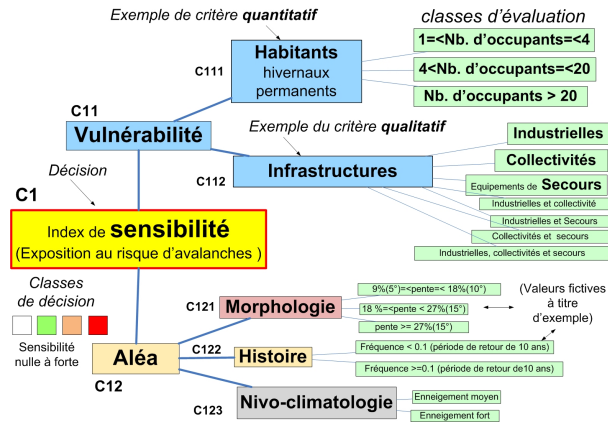 Exemple de critère quantitatif
classes d'évaluation
C111
Habitants
hivernaux
permanents
1=<Nb. d'occupants=<4
4<Nb. d'occupants=<20
Nb. d'occupants > 20
C11
Vulnérabilité
Exemple du critère qualitatif
C112
Infrastructures
Industrielles
Collectivités
Equipements de Secours
Industrielles et collectivité
Industrielles et Secours
Collectivités et secours
Industrielles, collectivités et secours
Décision
C1
Index de sensibilité
(Exposition au risque d'avalanches )
Classes
de décision
Sensibilité
nulle à forte
C121
Morphologie
9%(5°)=<pente=< 18%(10°)
18 %=<pente < 27%(15°)
pente >= 27%(15°)
(Valeurs fictives
à titre
d'exemple)
Aléa
C12
C122
Histoire
Fréquence < 0.1 (période de retour de 10 ans)
Fréquence >=0.1 (période de retour de10 ans)
C123
Nivo-climatologie
Enneigement moyen
Enneigement fort